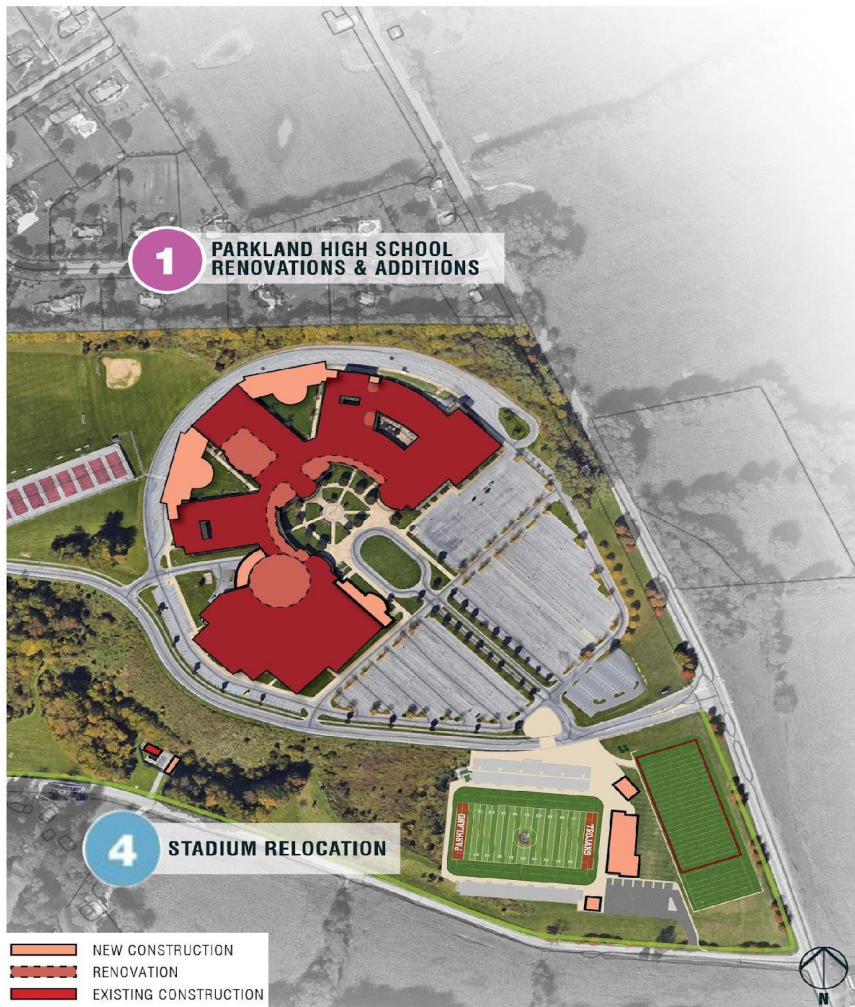 1
PARKLAND HIGH SCHOOL
RENOVATIONS & ADDITIONS
PARKLAND
TROJANS
4
STADIUM RELOCATION
NEW CONSTRUCTION
RENOVATION
EXISTING CONSTRUCTION
N